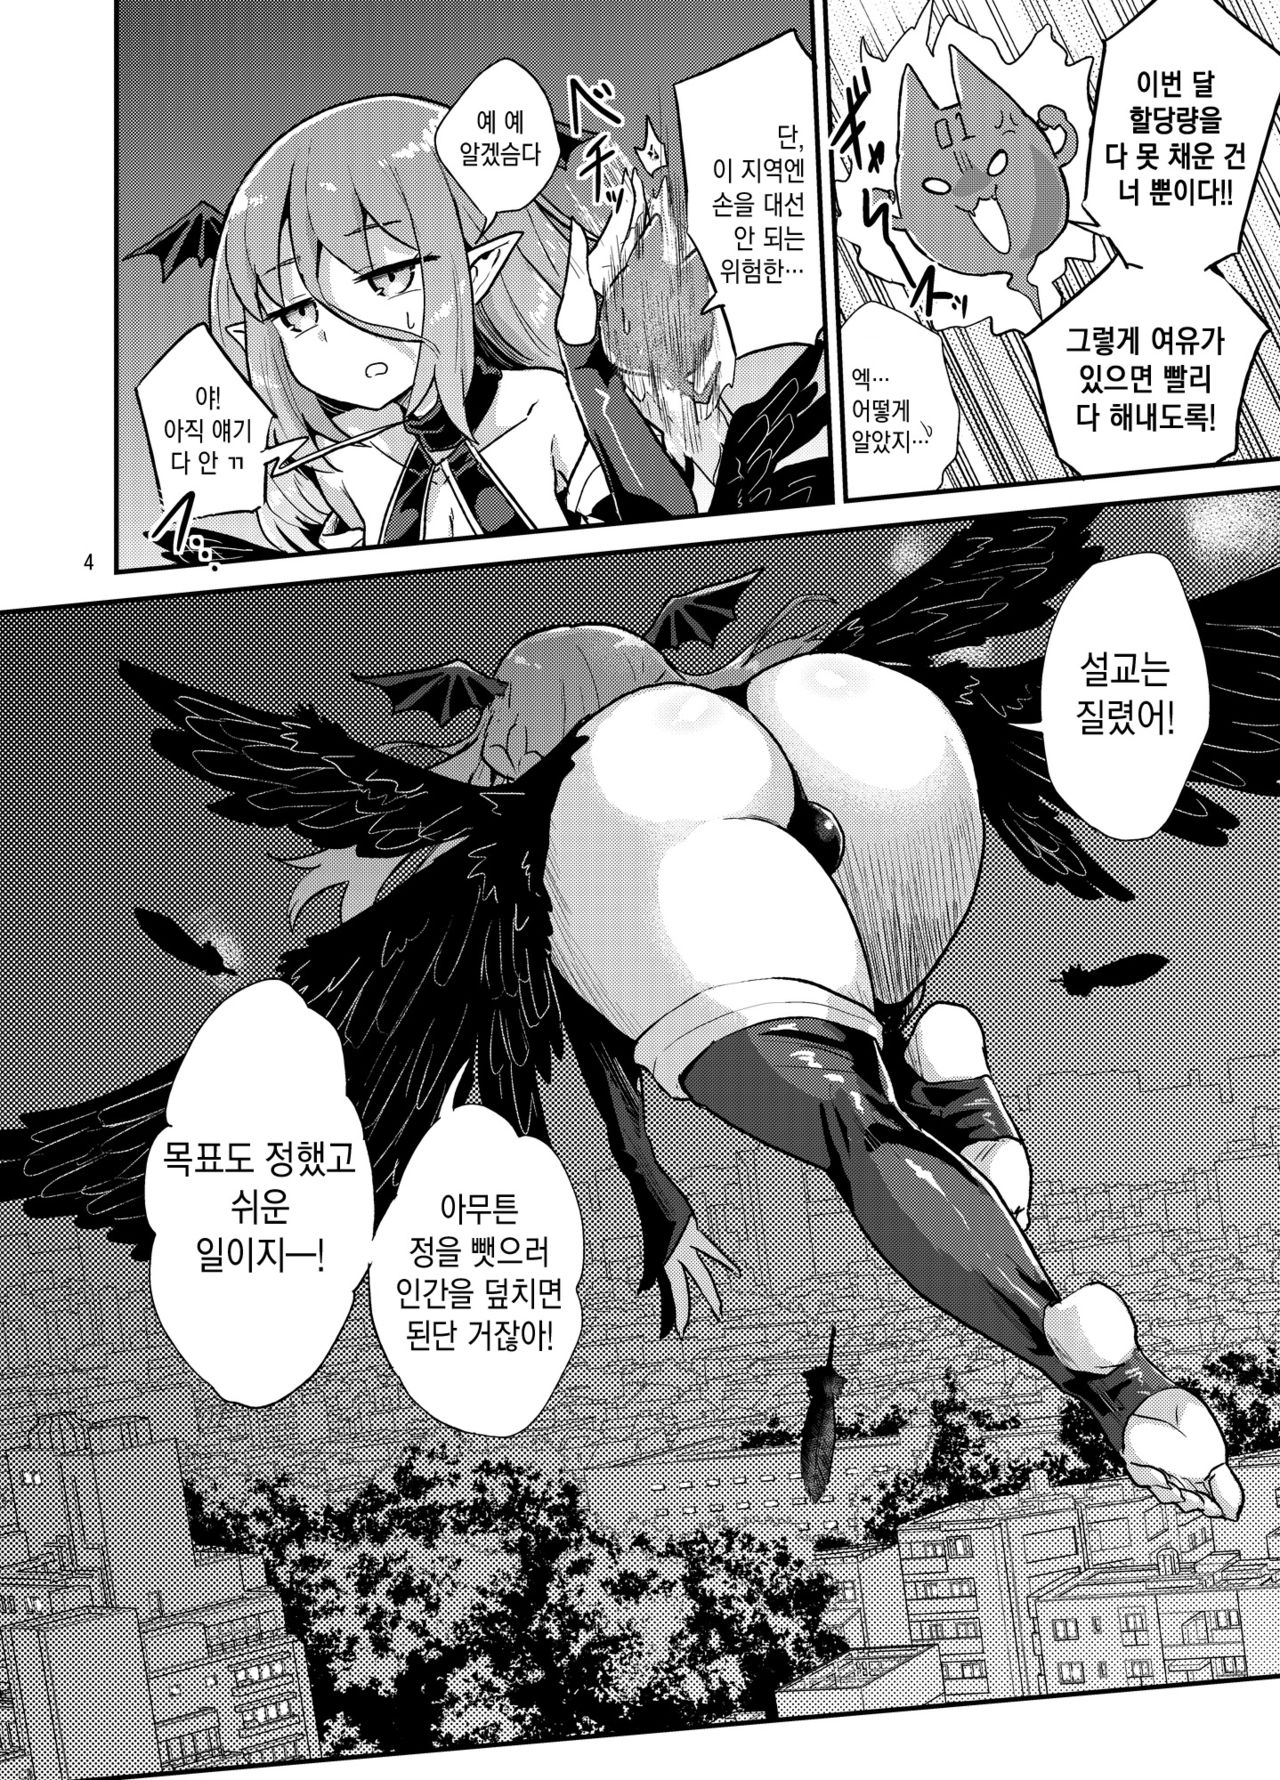 이번 달
할당량을
다 못 채운 건
너 뿐이다!!
그렇게 여유가
있으면 빨리
다 해내도록!
엑…
어떻게
알았지…
단,
이 지역엔
손을 대선
안 되는
위험한…
예 예
알겠슴다
야!
아직 얘기
다 안 ㄲ
4
설교는
질렸어!
아무튼
정을 뺏으러
인간을 덮치면
된단 거잖아!
목표도 정했고
쉬운
일이지—!